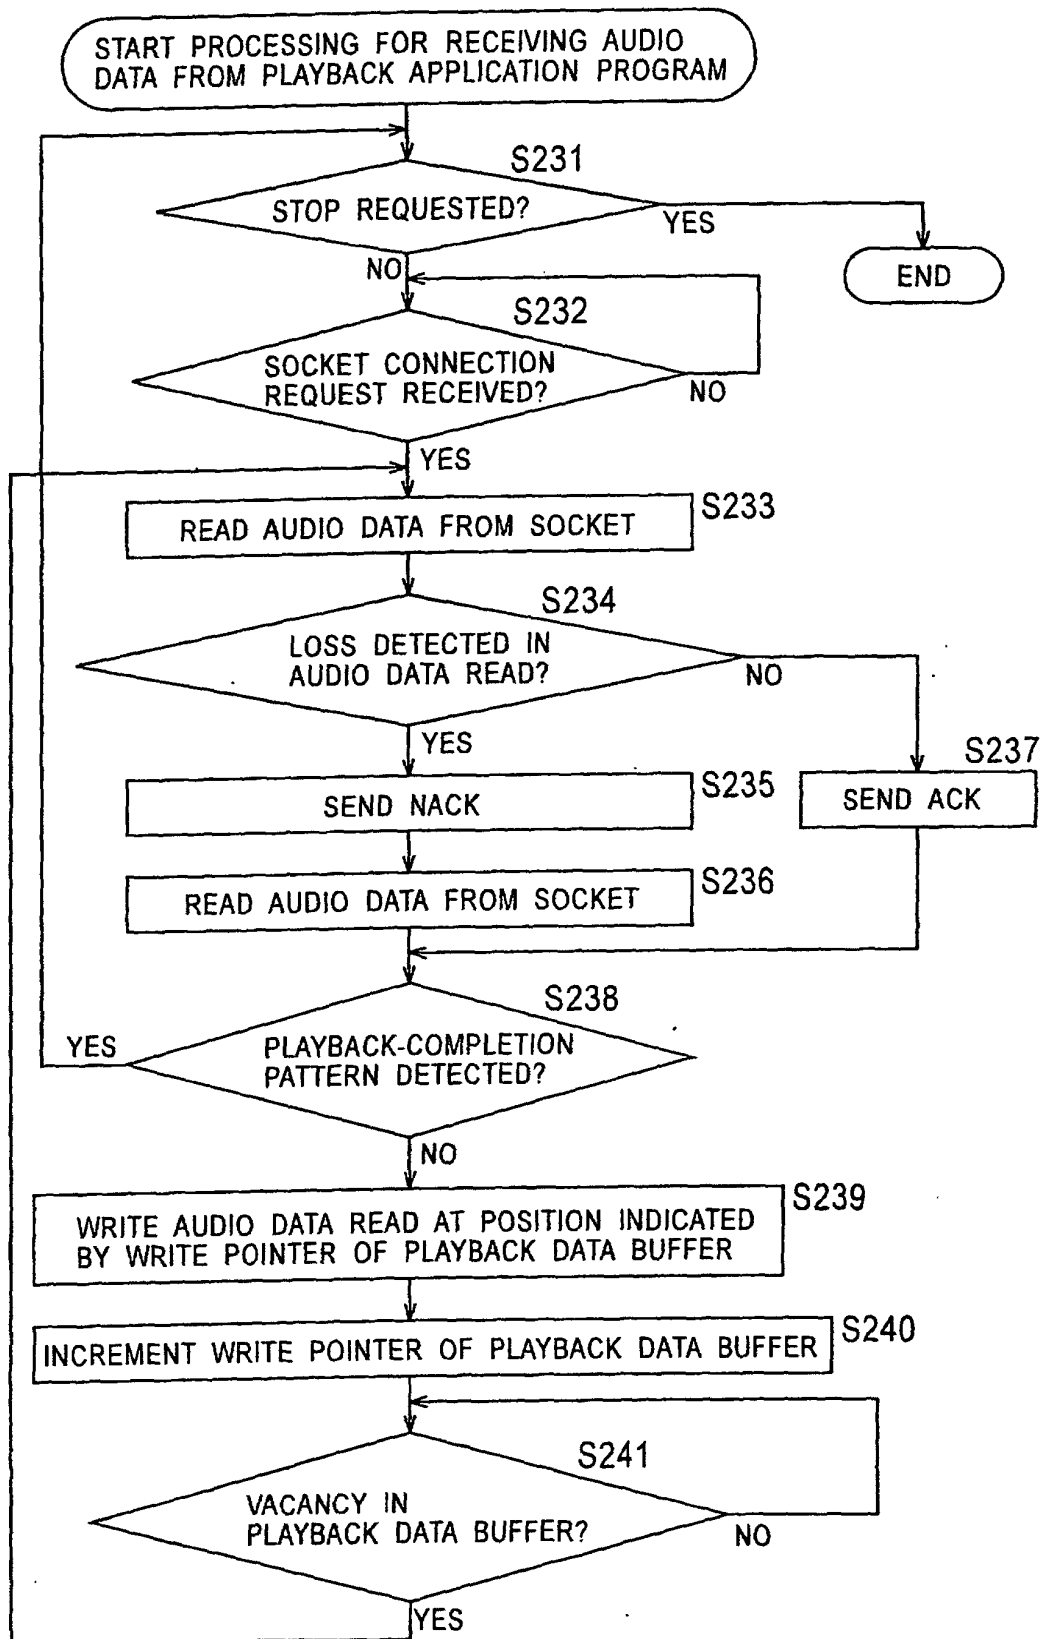 START PROCESSING FOR RECEIVING AUDIO
DATA FROM PLAYBACK APPLICATION PROGRAM
S231
STOP REQUESTED?
YES
NO
END
S232
SOCKET CONNECTION
REQUEST RECEIVED?
NO
YES
S233
READ AUDIO DATA FROM SOCKET
S234
LOSS DETECTED IN
AUDIO DATA READ?
NO
YES
S237
S235
SEND NACK
SEND ACK
S236
READ AUDIO DATA FROM SOCKET
S238
YES
PLAYBACK-COMPLETION
PATTERN DETECTED?
NO
S239
WRITE AUDIO DATA READ AT POSITION INDICATED
BY WRITE POINTER OF PLAYBACK DATA BUFFER
S240
INCREMENT WRITE POINTER OF PLAYBACK DATA BUFFER
S241
VACANCY IN
PLAYBACK DATA BUFFER?
NO
YES